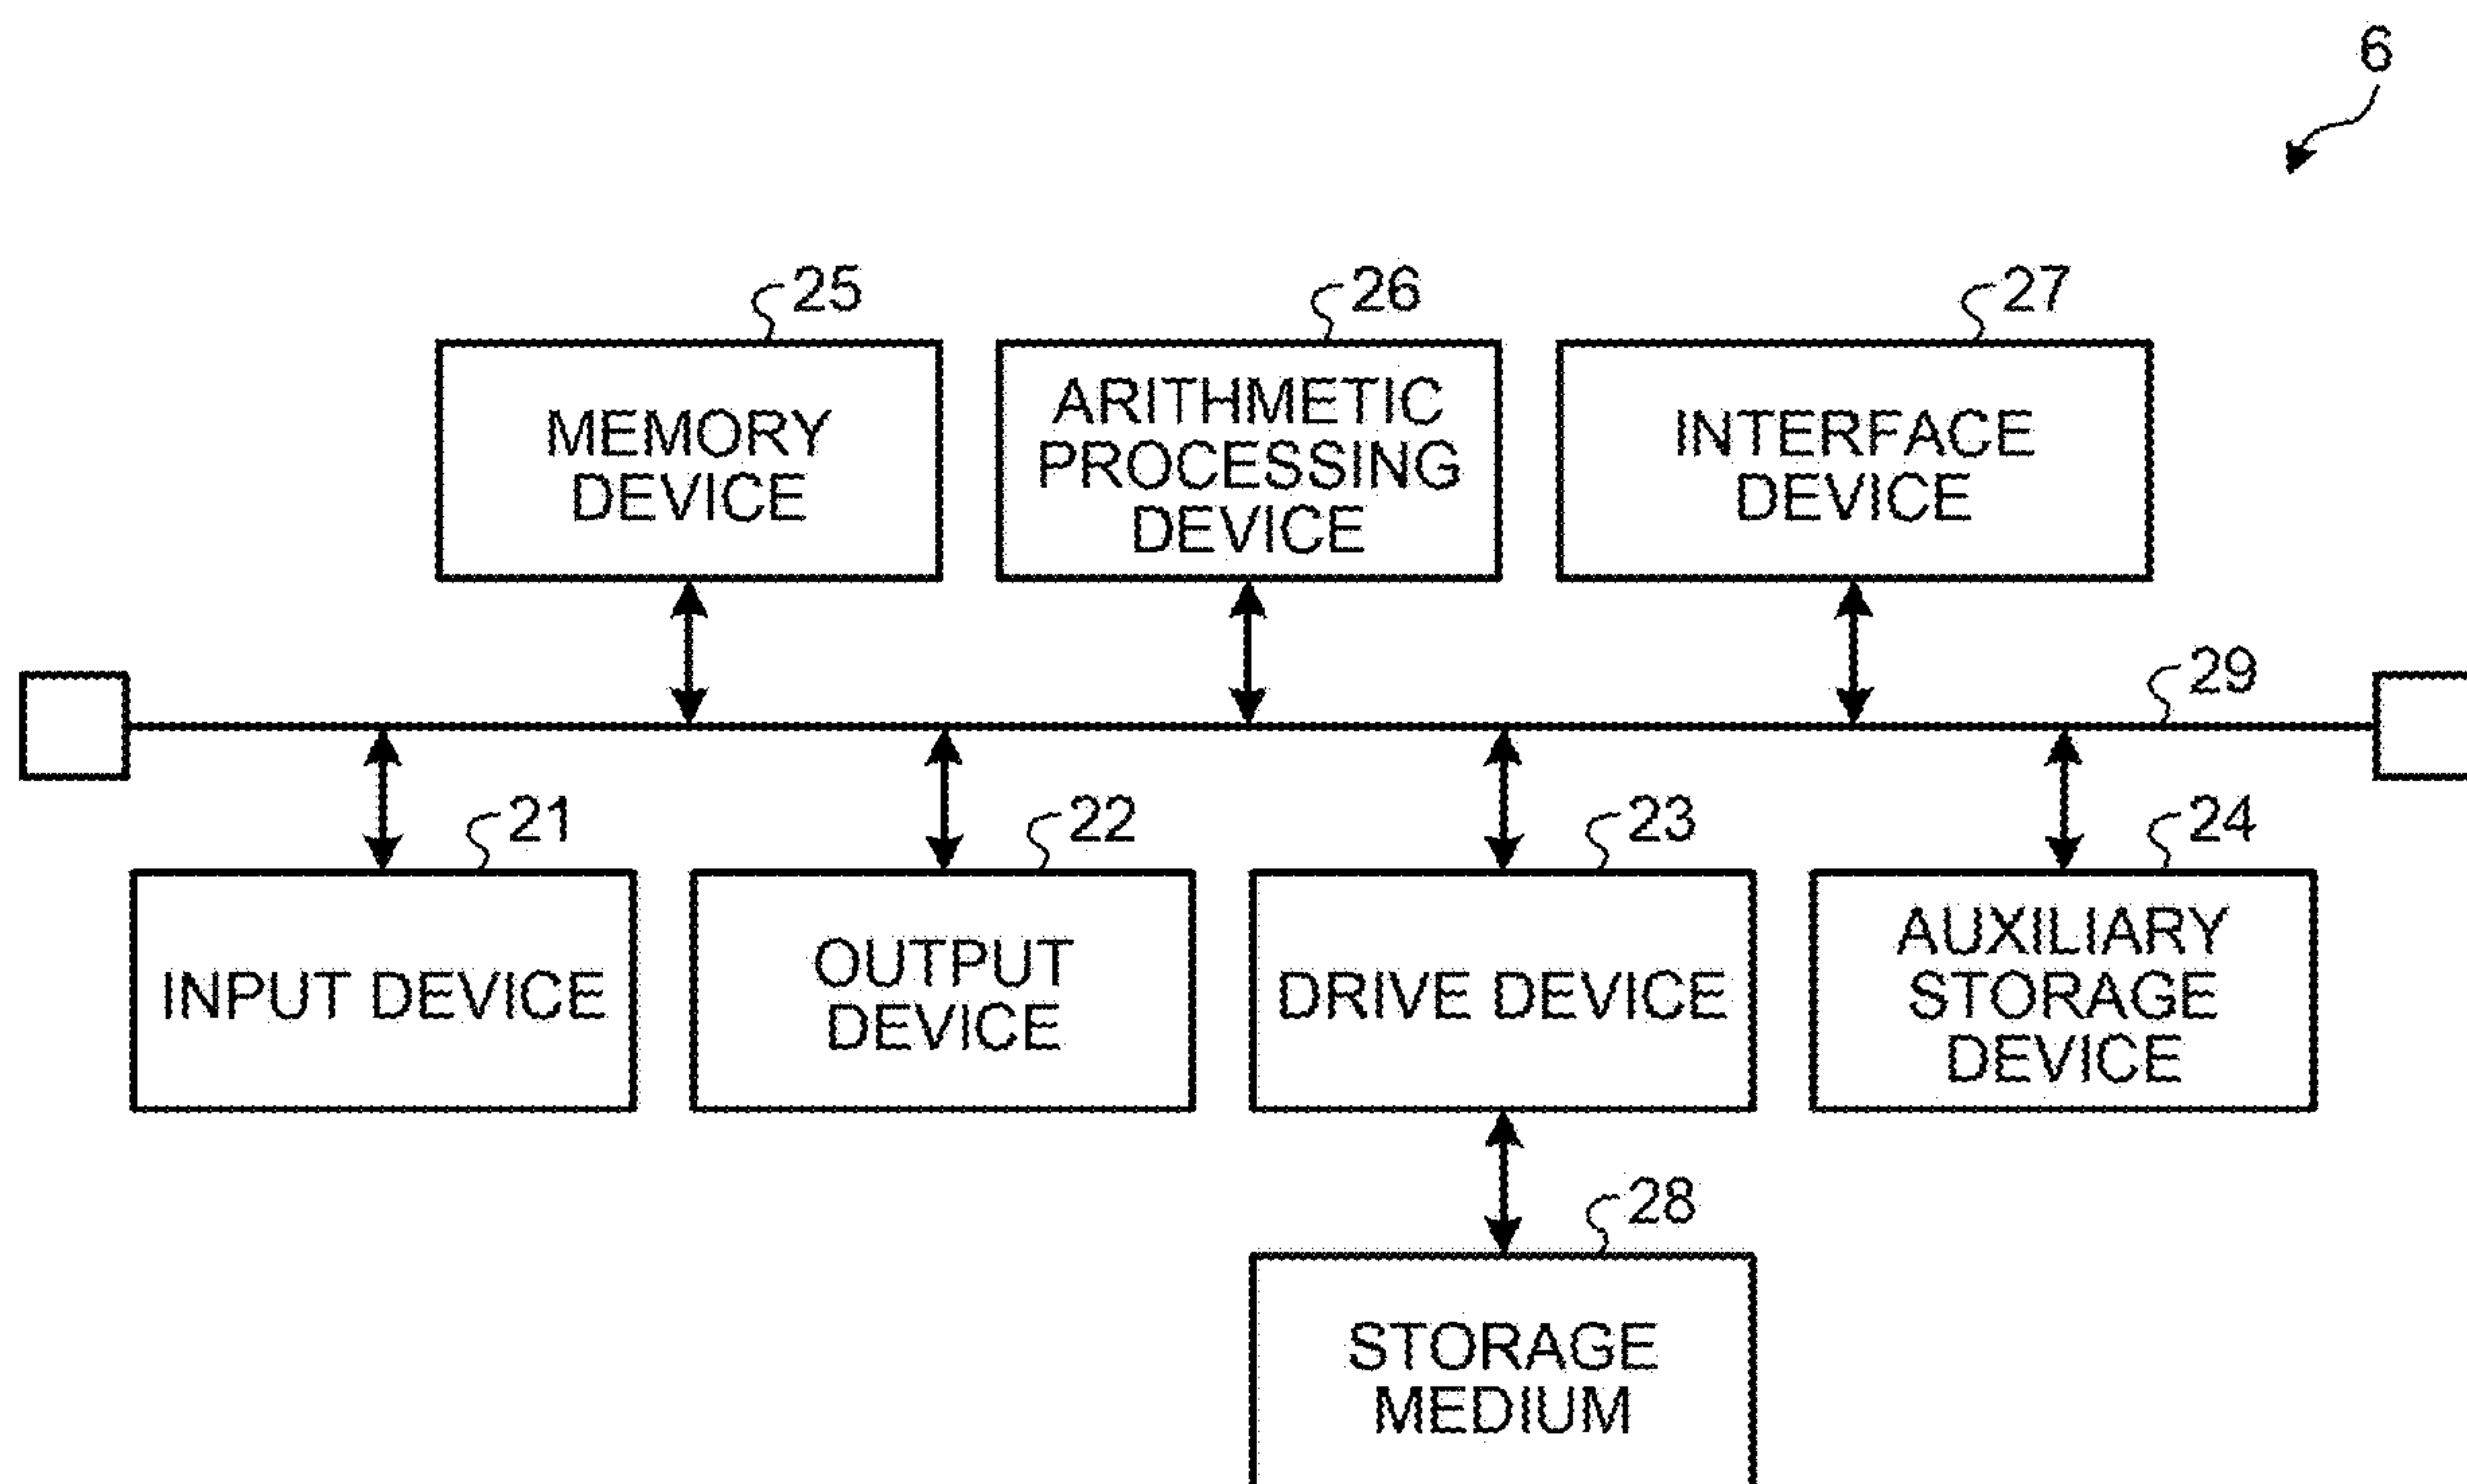 6
25
26
27
MEMORY
DEVICE
ARITHMETIC
PROCESSING
DEVICE
INTERFACE
DEVICE
29
21
22
23
24
INPUT DEVICE
OUTPUT
DEVICE
DRIVE DEVICE
AUXILIARY
STORAGE
DEVICE
28
STORAGE
MEDIUM